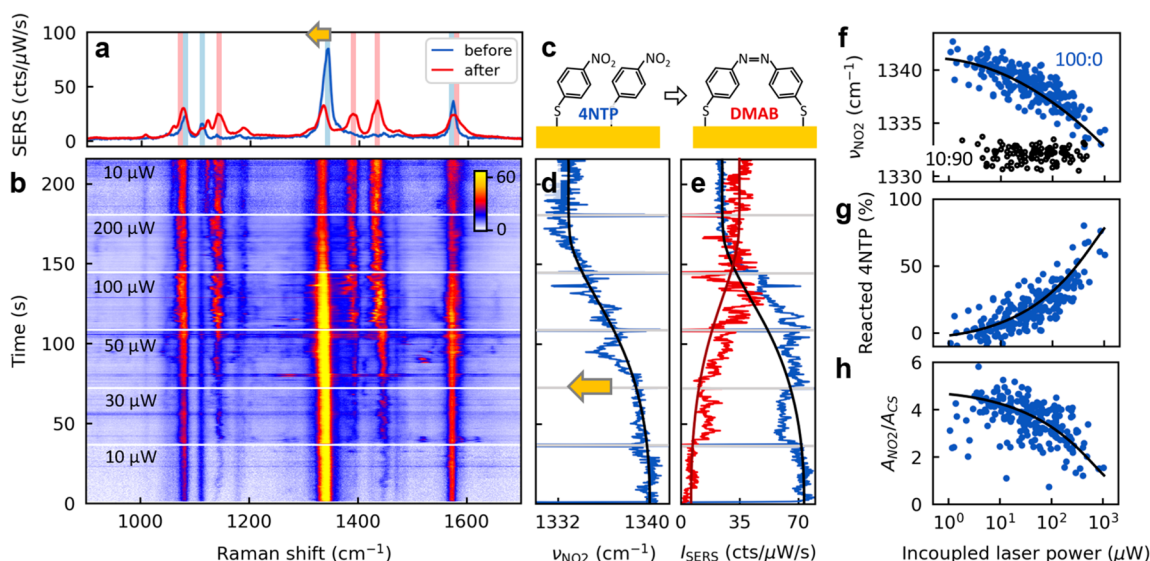 a
SERS (cts/μW/s)
100
50
0
before
after
b
Time (s)
200
150
100
50
0
10 μW
200 μW
100 μW
50 μW
30 μW
10 μW
60
0
1000
1200
1400
1600
Raman shift (cm⁻¹)
c
NO₂
NO₂
S
4NTP
N=N
S
S
DMAB
d
1332
1340
νNO2 (cm⁻¹)
e
0
35
70
ISERS (cts/μW/s)
f
νNO2 (cm⁻¹)
1340
1335
1330
100:0
10:90
g
Reacted 4NTP (%)
100
50
0
h
ANO2/ACS
6
4
2
0
10⁰
10¹
10²
10³
Incoupled laser power (μW)